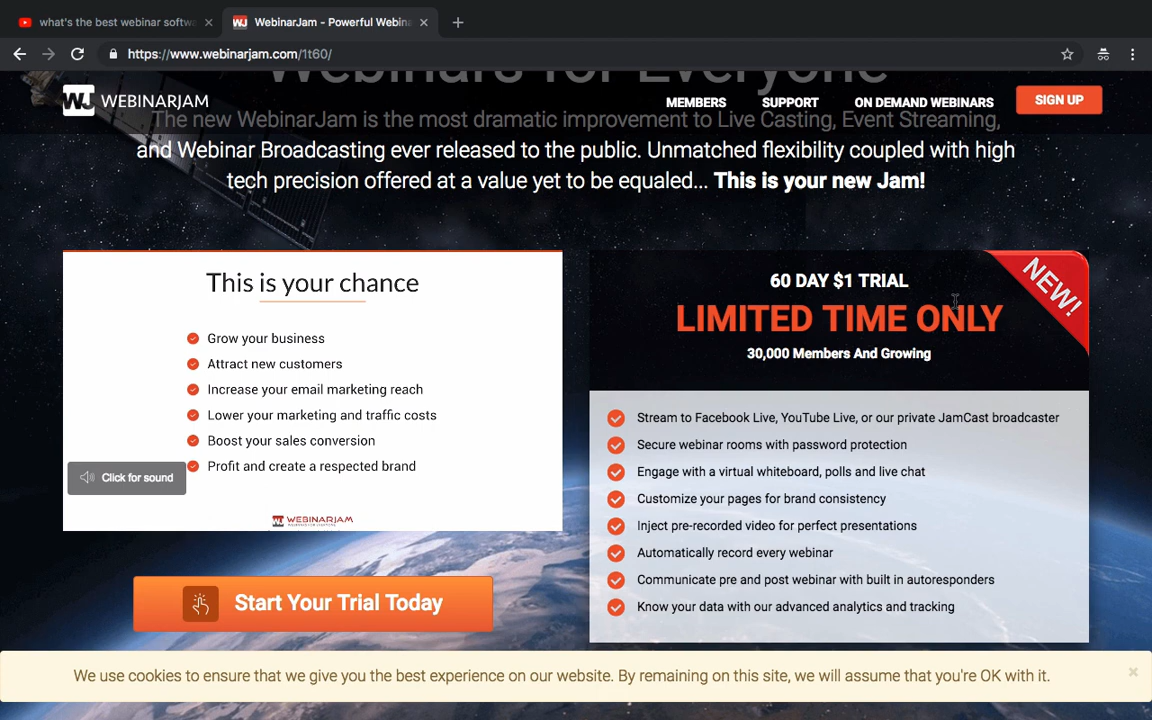 what's the best webinar softw
WebinarJam - Powerful Webina
https://www.webinarjam.com/1t60/
Webinars for Everyone
WJ WEBINARJAM
MEMBERS
SUPPORT
ON DEMAND WEBINARS
SIGN UP
The new WebinarJam is the most dramatic improvement to Live Casting, Event Streaming,
and Webinar Broadcasting ever released to the public. Unmatched flexibility coupled with high
tech precision offered at a value yet to be equaled... This is your new Jam!
This is your chance
Grow your business
Attract new customers
Increase your email marketing reach
Lower your marketing and traffic costs
Boost your sales conversion
Profit and create a respected brand
Click for sound
WEBINARJAM
Start Your Trial Today
NEW!
60 DAY $1 TRIAL
LIMITED TIME ONLY
30,000 Members And Growing
Stream to Facebook Live, YouTube Live, or our private JamCast broadcaster
Secure webinar rooms with password protection
Engage with a virtual whiteboard, polls and live chat
Customize your pages for brand consistency
Inject pre-recorded video for perfect presentations
Automatically record every webinar
Communicate pre and post webinar with built in autoresponders
Know your data with our advanced analytics and tracking
We use cookies to ensure that we give you the best experience on our website. By remaining on this site, we will assume that you're OK with it.